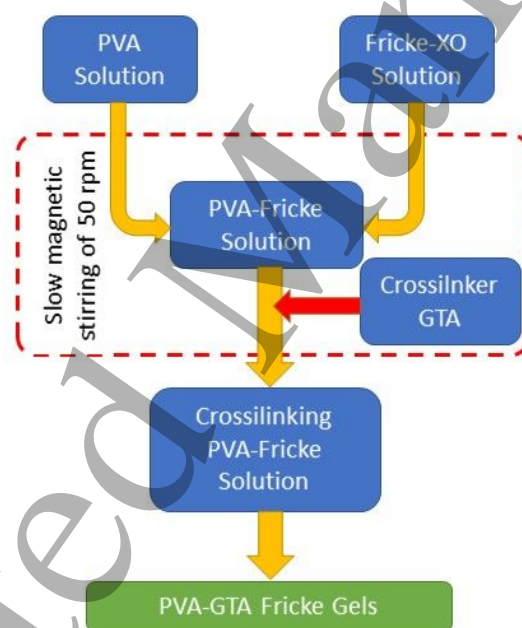 PVA
Solution
Fricke-XO
Solution
Slow magnetic
stirring of 50 rpm
PVA-Fricke
Solution
Crossilnker
GTA
Crossilinking
PVA-Fricke
Solution
PVA-GTA Fricke Gels